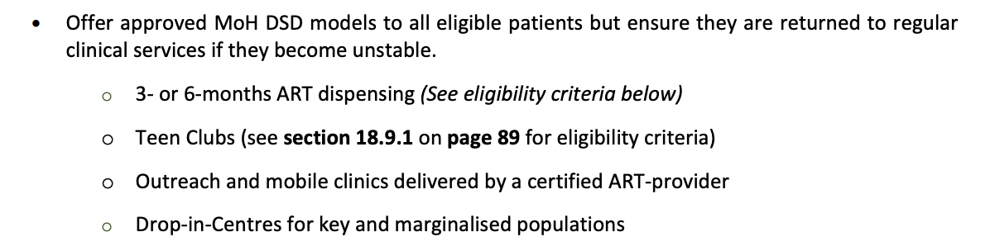 • Offer approved MoH DSD models to all eligible patients but ensure they are returned to regular
clinical services if they become unstable.
o 3- or 6-months ART dispensing (See eligibility criteria below)
o Teen Clubs (see section 18.9.1 on page 89 for eligibility criteria)
o Outreach and mobile clinics delivered by a certified ART-provider
o Drop-in-Centres for key and marginalised populations